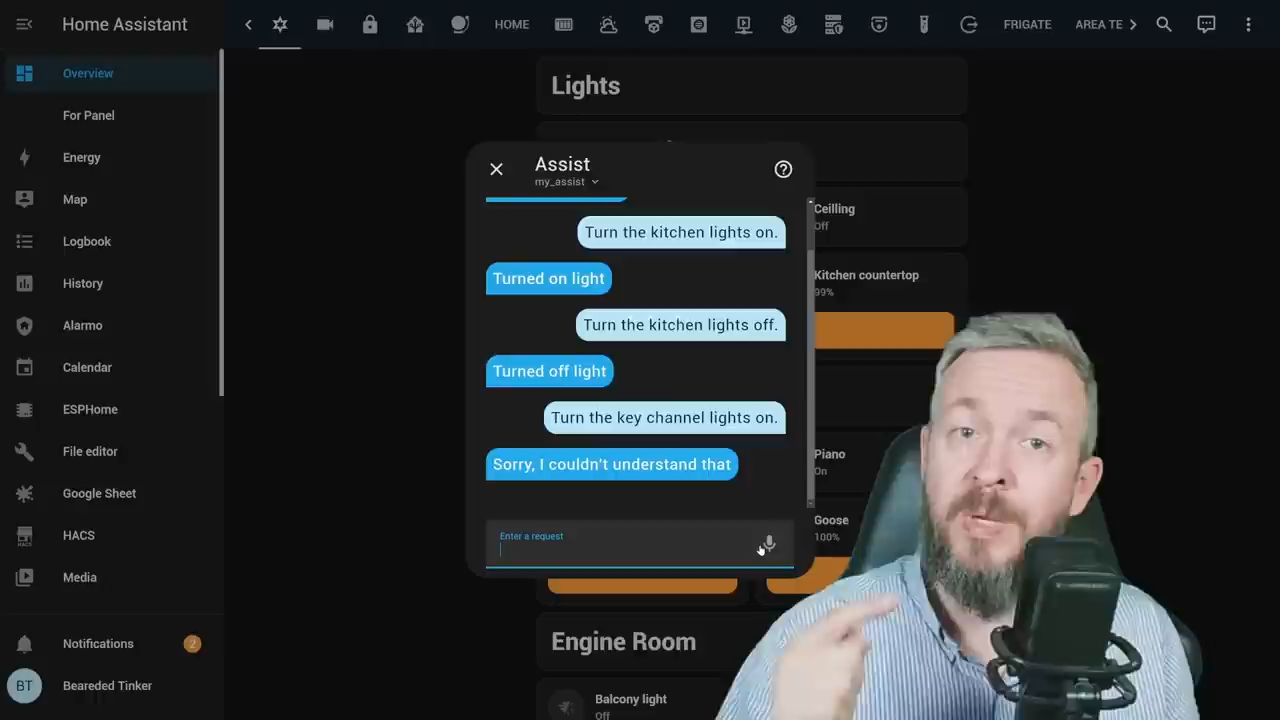 Home Assistant
HOME
FRIGATE
AREA TE
Overview
For Panel
Energy
Map
Logbook
History
Alarmo
Calendar
ESPHome
File editor
Google Sheet
HACS
HACS
Media
Notifications
2
BT
Beareded Tinker
Lights
Assist
my_assist
Turn the kitchen lights on.
Turned on light
Turn the kitchen lights off.
Turned off light
Turn the key channel lights on.
Sorry, I couldn't understand that
Enter a request
Ceilling
Off
Kitchen countertop
99%
Piano
On
Goose
100%
Engine Room
Balcony light
Off